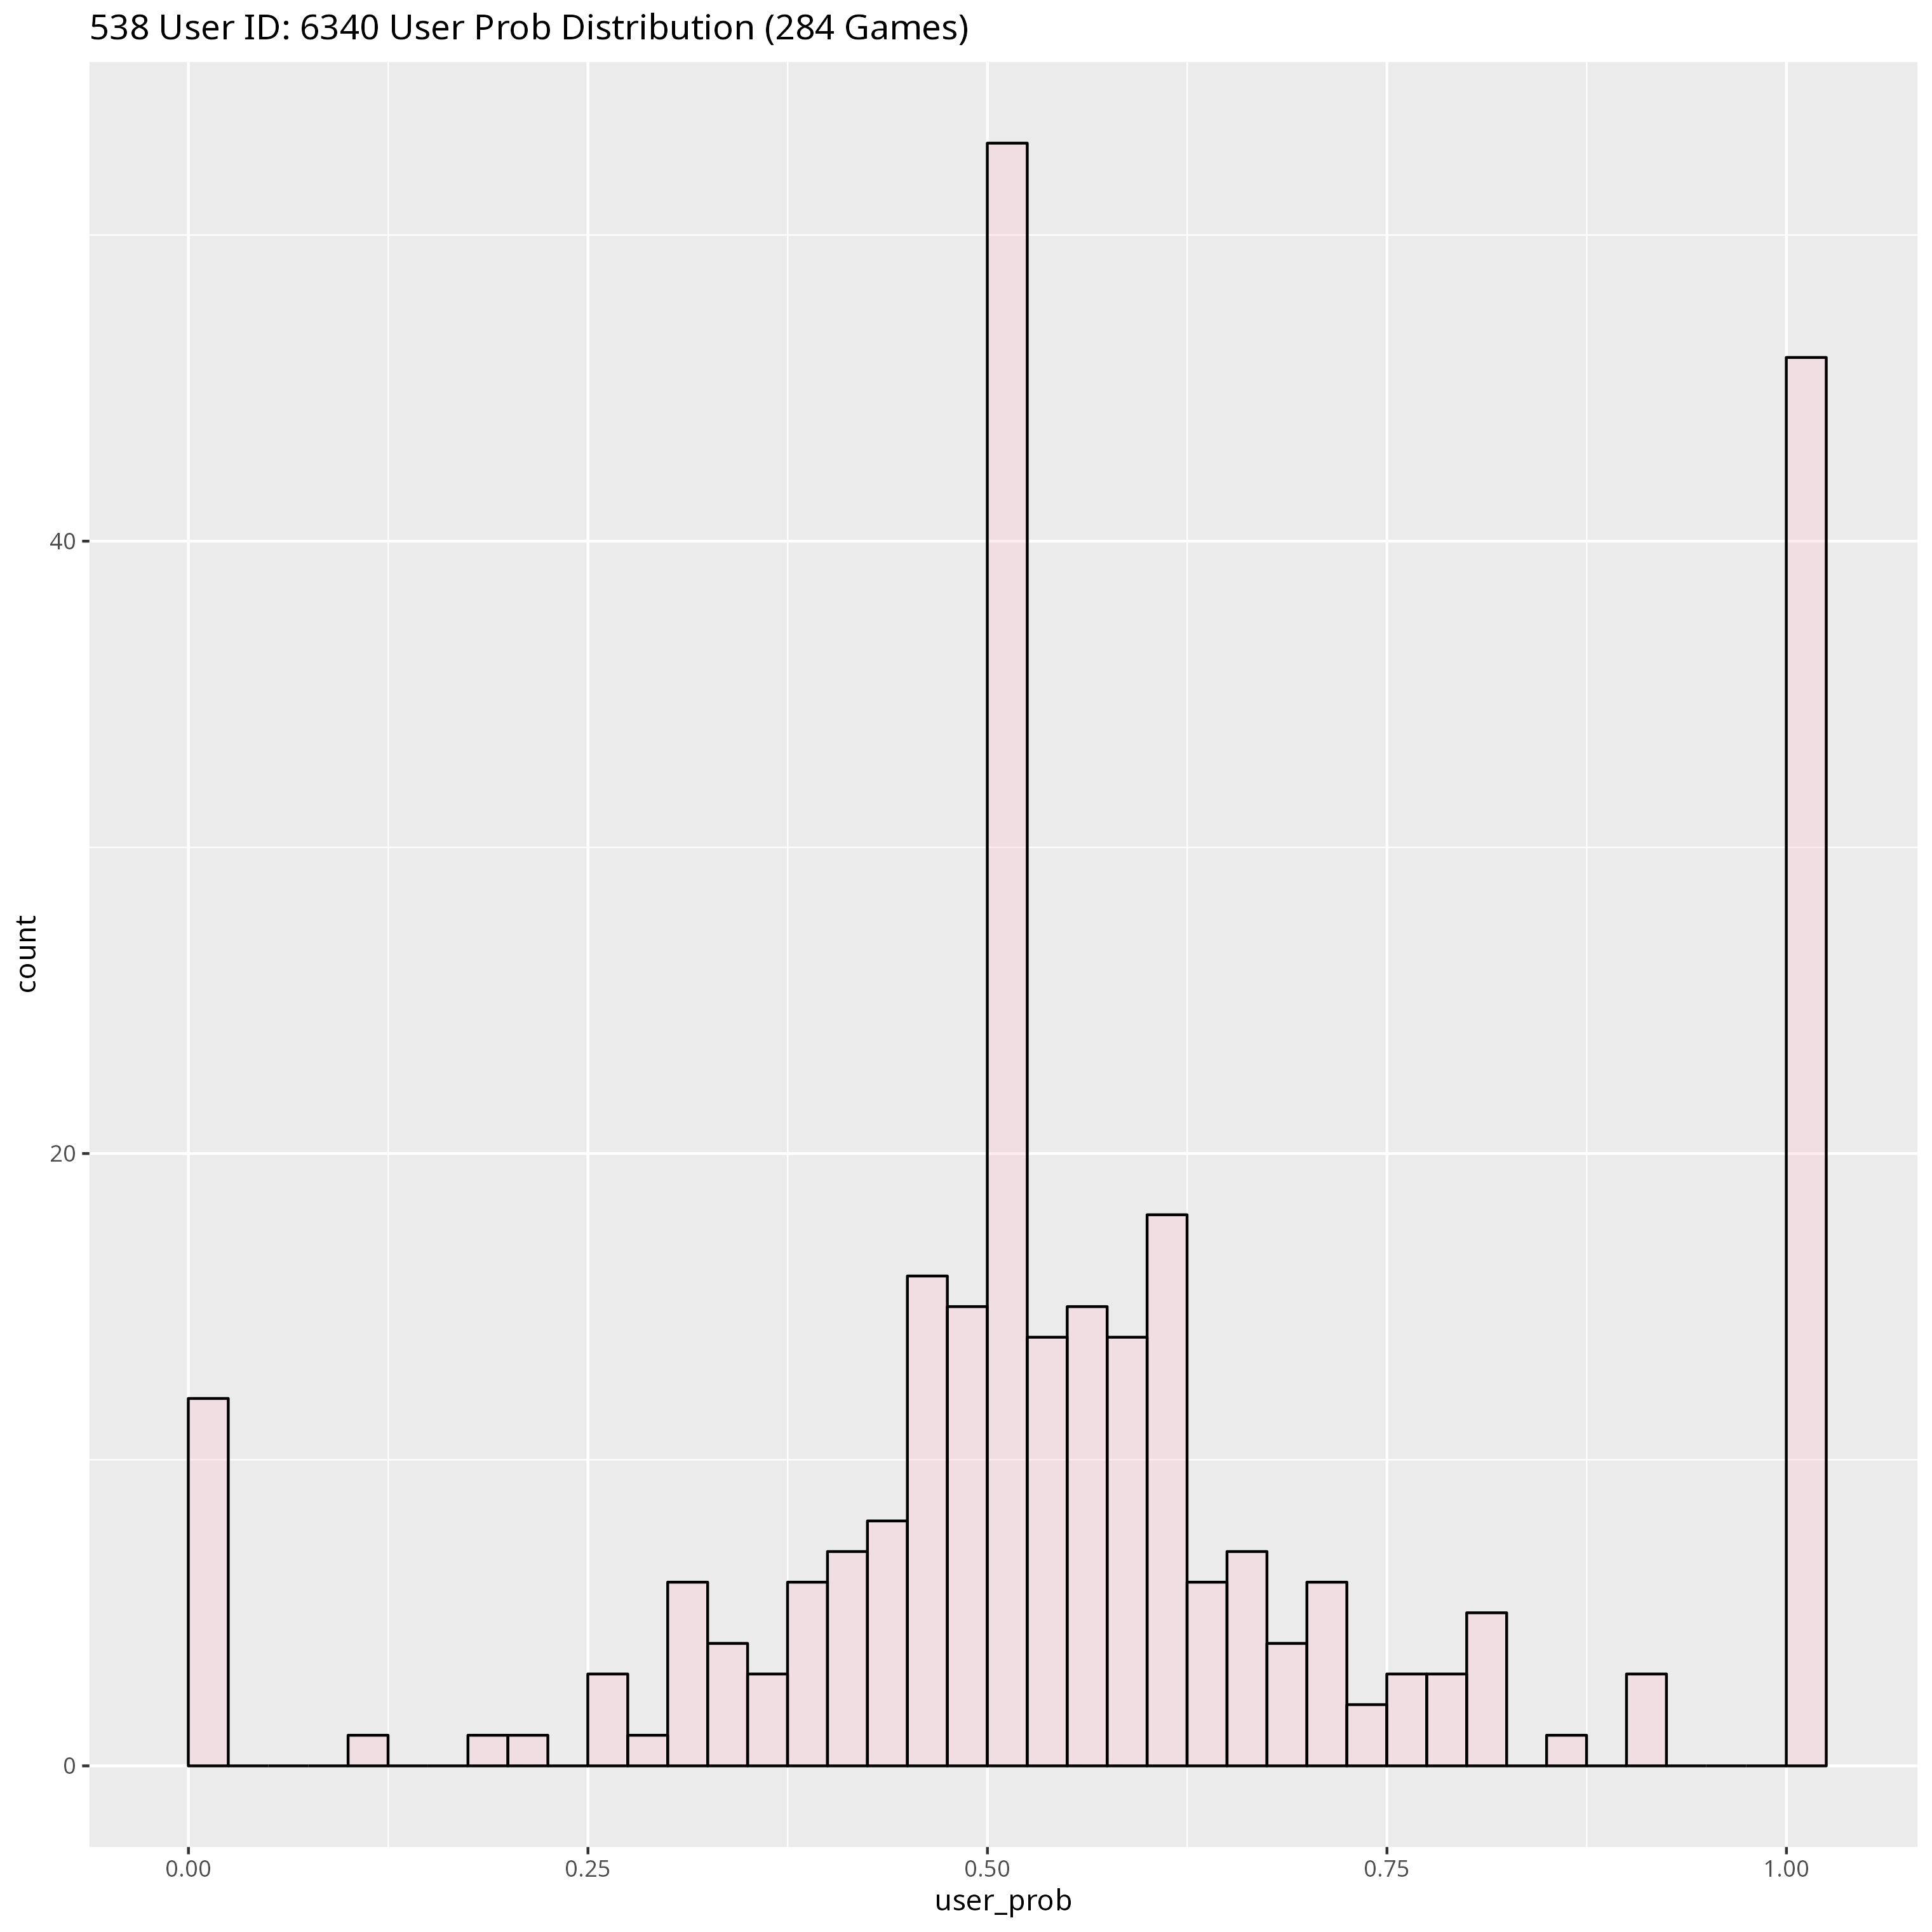 538 User ID: 6340 User Prob Distribution (284 Games)
count
40
20
0
0.00 0.25 0.50 0.75 1.00
user_prob